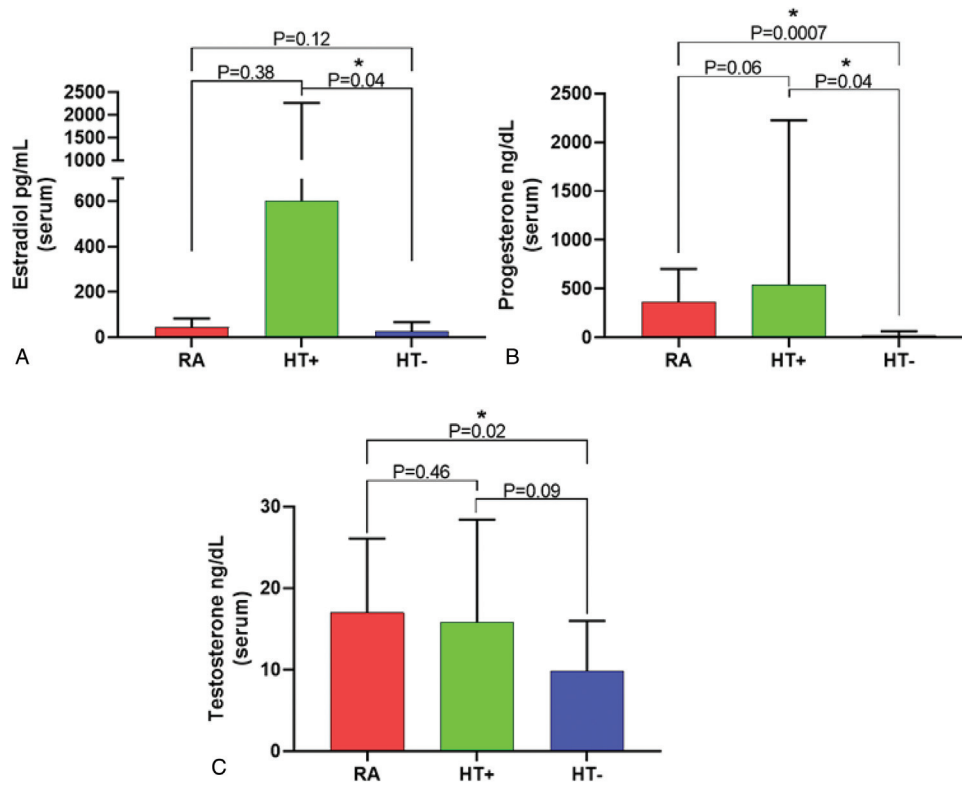 P=0.12
*
P=0.38
P=0.04
Estradiol pg/mL
(serum)
2500
2000
1500
1000
600
400
200
0
RA HT+ HT-
A
*
P=0.0007
*
P=0.06
P=0.04
Progesterone ng/dL
(serum)
2500
2000
1500
1000
500
0
RA HT+ HT-
B
*
P=0.02
P=0.46
P=0.09
Testosterone ng/dL
(serum)
30
20
10
0
RA HT+ HT-
C